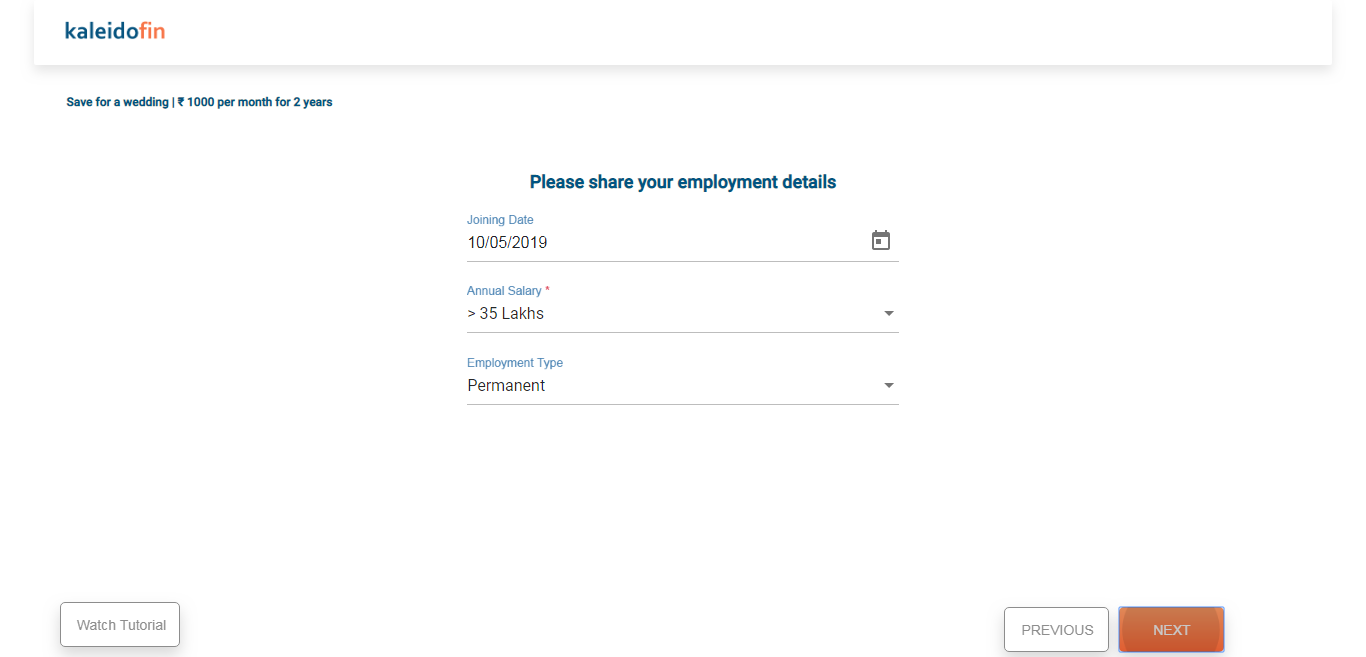 kaleidofin
Save for a wedding | ₹ 1000 per month for 2 years
Please share your employment details
Joining Date
10/05/2019
Annual Salary *
> 35 Lakhs
Employment Type
Permanent
Watch Tutorial
PREVIOUS
NEXT